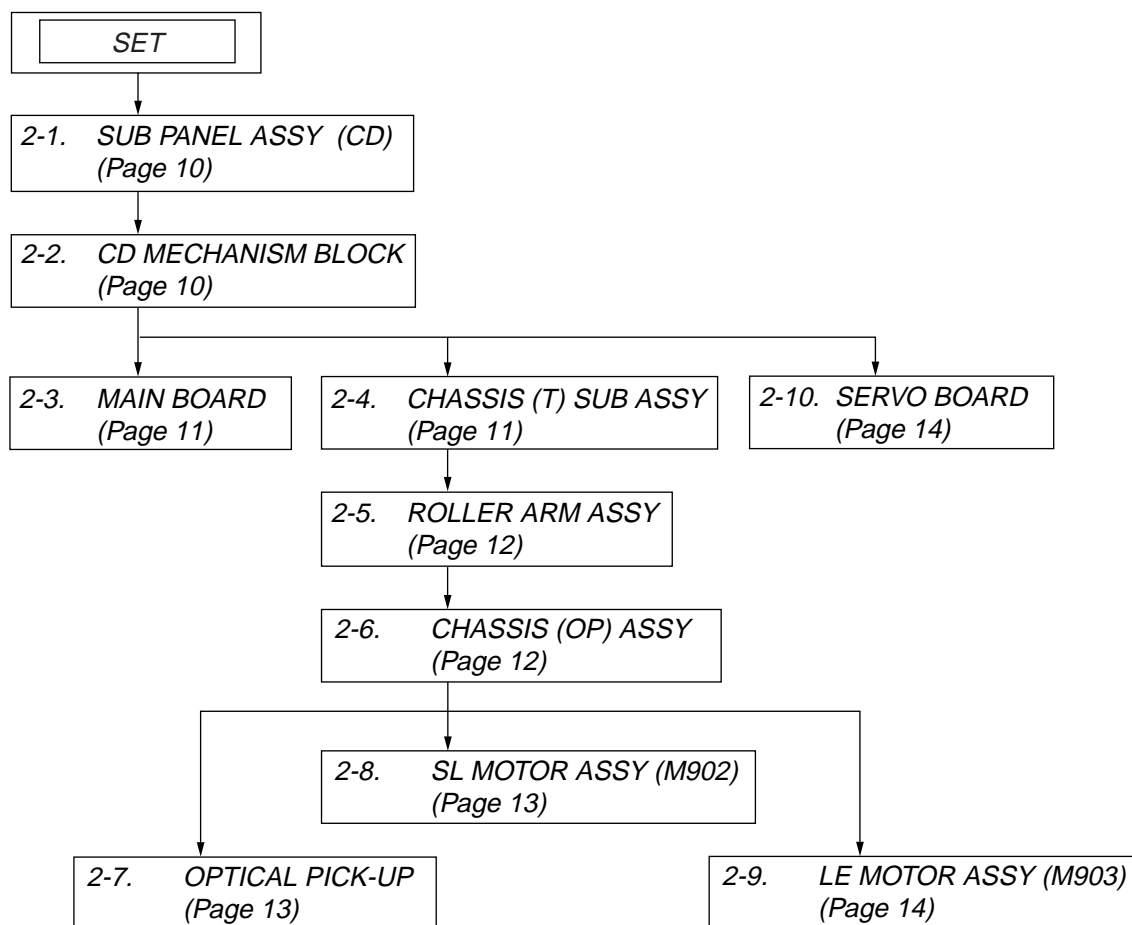 SET
2-1. SUB PANEL ASSY (CD)
(Page 10)
2-2. CD MECHANISM BLOCK
(Page 10)
2-3. MAIN BOARD
(Page 11)
2-4. CHASSIS (T) SUB ASSY
(Page 11)
2-10. SERVO BOARD
(Page 14)
2-5. ROLLER ARM ASSY
(Page 12)
2-6. CHASSIS (OP) ASSY
(Page 12)
2-8. SL MOTOR ASSY (M902)
(Page 13)
2-7. OPTICAL PICK-UP
(Page 13)
2-9. LE MOTOR ASSY (M903)
(Page 14)